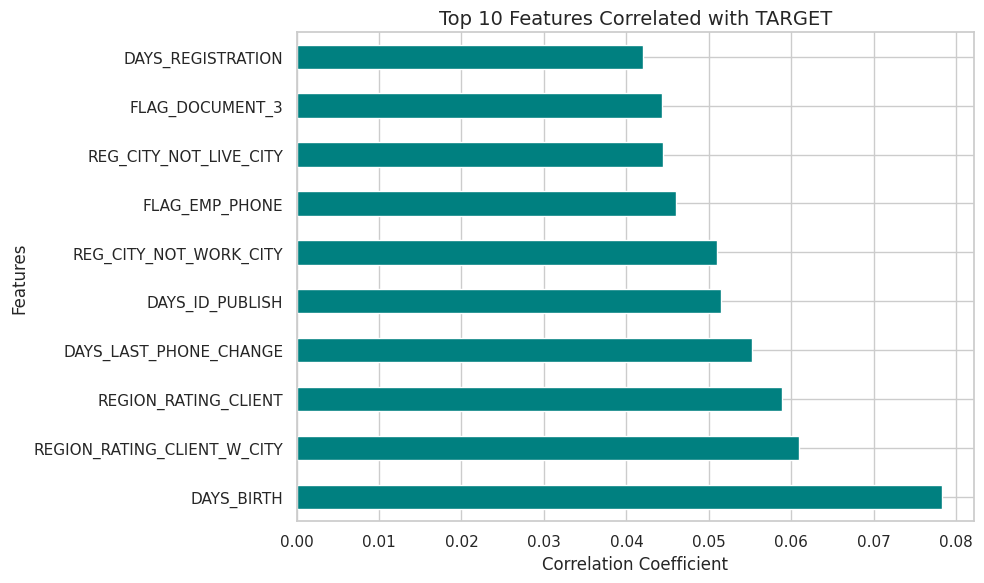 Top 10 Features Correlated with TARGET
Features
DAYS_REGISTRATION
FLAG_DOCUMENT_3
REG_CITY_NOT_LIVE_CITY
FLAG_EMP_PHONE
REG_CITY_NOT_WORK_CITY
DAYS_ID_PUBLISH
DAYS_LAST_PHONE_CHANGE
REGION_RATING_CLIENT
REGION_RATING_CLIENT_W_CITY
DAYS_BIRTH
0.00 0.01 0.02 0.03 0.04 0.05 0.06 0.07 0.08
Correlation Coefficient